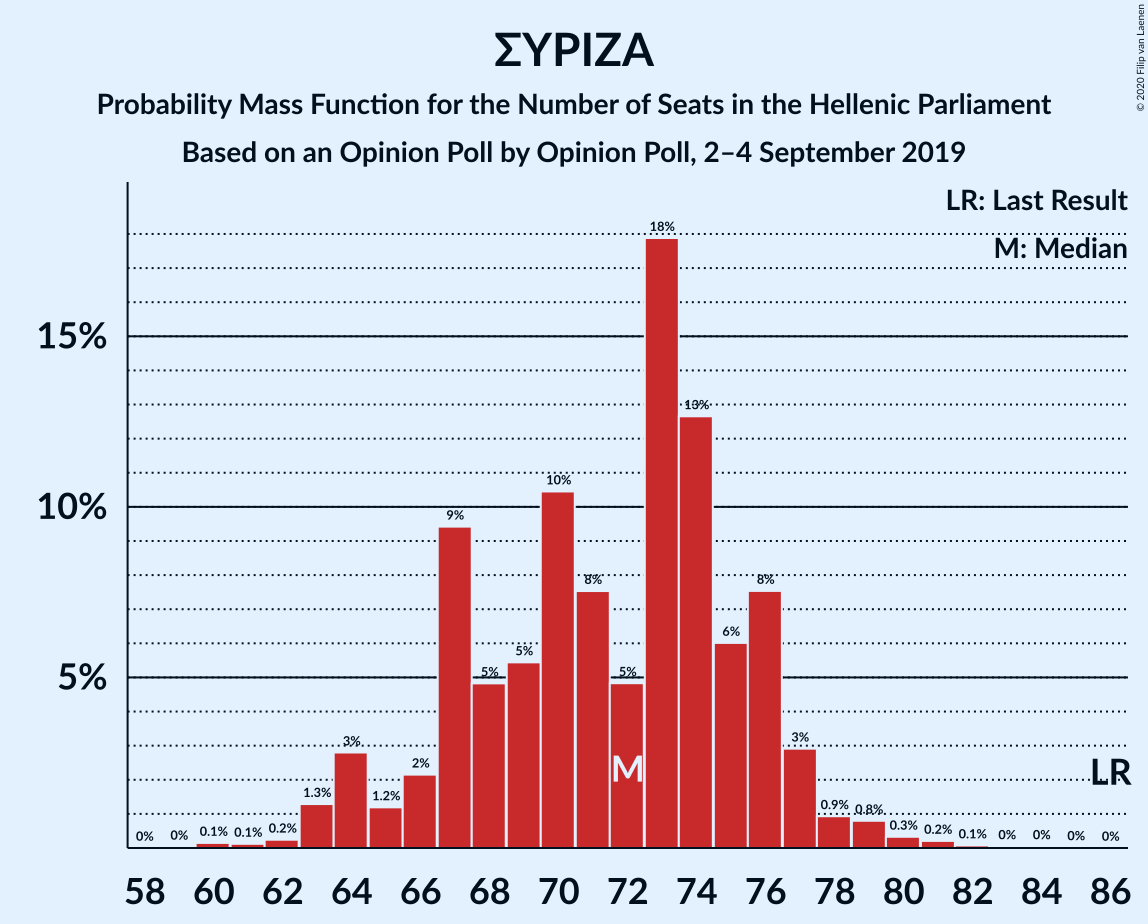 ΣΥΡΙΖΑ
Probability Mass Function for the Number of Seats in the Hellenic Parliament
Based on an Opinion Poll by Opinion Poll, 2–4 September 2019
© 2020 Filip van Laenen
LR: Last Result
M: Median
15%
10%
5%
0% 0% 0.1% 0.1% 0.2% 1.3% 3% 1.2% 2% 9% 5% 5% 10% 8% 5% 18% 13% 6% 8% 3% 0.9% 0.8% 0.3% 0.2% 0.1% 0% 0% 0% 0%
M
LR
58 60 62 64 66 68 70 72 74 76 78 80 82 84 86